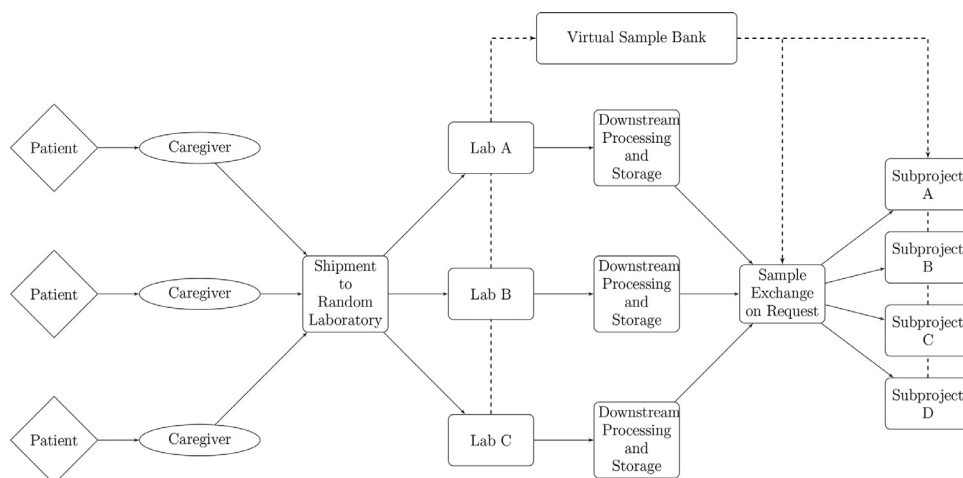 Virtual Sample Bank
Patient
Caregiver
Lab A
Downstream
Processing
and
Storage
Subproject
A
Patient
Caregiver
Shipment
to
Random
Laboratory
Lab B
Downstream
Processing
and
Storage
Sample
Exchange
on Request
Subproject
B
Subproject
C
Patient
Caregiver
Lab C
Downstream
Processing
and
Storage
Subproject
D